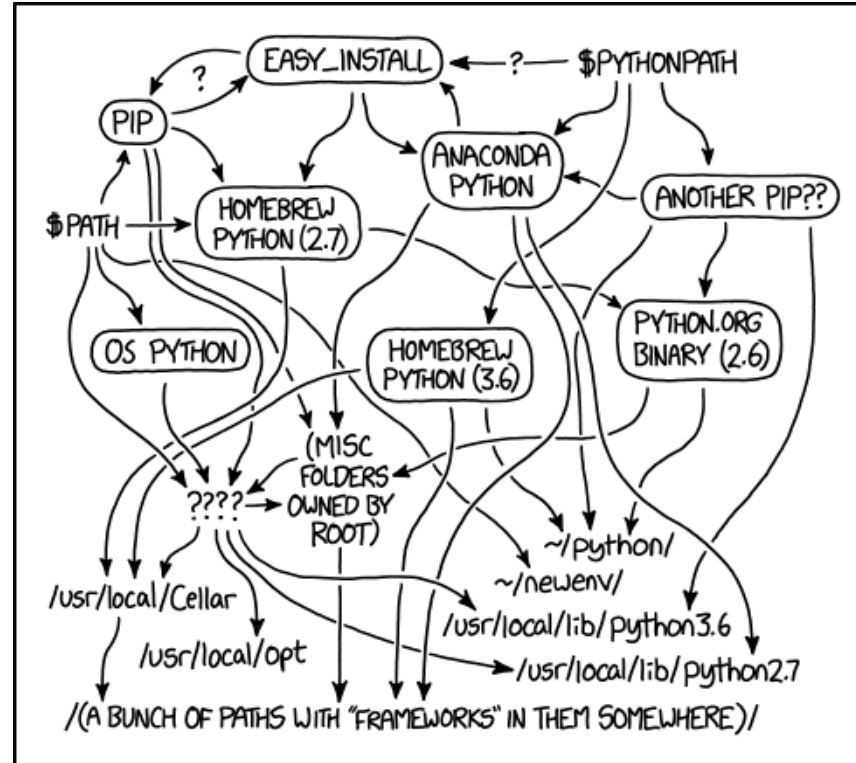 EASY_INSTALL
?
$PYTHONPATH
?
PIP
ANACONDA
PYTHON
ANOTHER PIP??
HOMEBREW
PYTHON (2.7)
$PATH
OS PYTHON
HOMEBREW
PYTHON (3.6)
PYTHON.ORG
BINARY (2.6)
(MISC
FOLDERS
OWNED BY
ROOT)
????
~/python/
~/newenv/
/usr/local/Cellar
/usr/local/lib/python3.6
/usr/local/opt
/usr/local/lib/python2.7
/(A BUNCH OF PATHS WITH "FRAMEWORKS" IN THEM SOMEWHERE)/